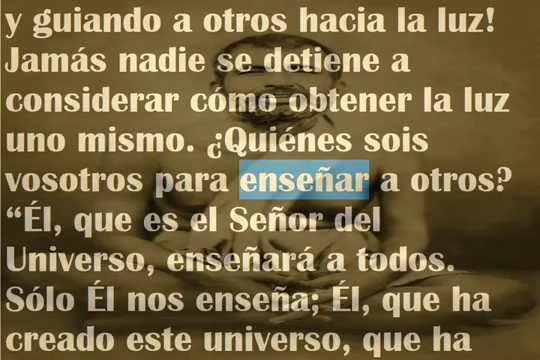 y guiando a otros hacia la luz!
Jamás nadie se detiene a
considerar cómo obtener la luz
uno mismo. ¿Quiénes sois
vosotros para enseñar a otros?
“Él, que es el Señor del
Universo, enseñará a todos.
Sólo Él nos enseña; Él, que ha
creado este universo, que ha